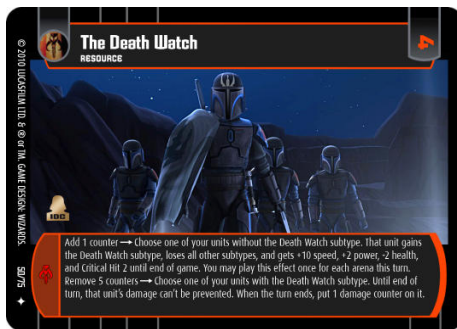 The Death Watch
RESOURCE
4
© 2010 LUCASFILM LTD. & ® or TM. GAME DESIGN: WIZARDS.
50/75
IDC
Add 1 counter → Choose one of your units without the Death Watch subtype. That unit gains
the Death Watch subtype, loses all other subtypes, and gets +10 speed, +2 power, -2 health,
and Critical Hit 2 until end of game. You may play this effect once for each arena this turn.
Remove 5 counters → Choose one of your units with the Death Watch subtype. Until end of
turn, that unit's damage can't be prevented. When the turn ends, put 1 damage counter on it.